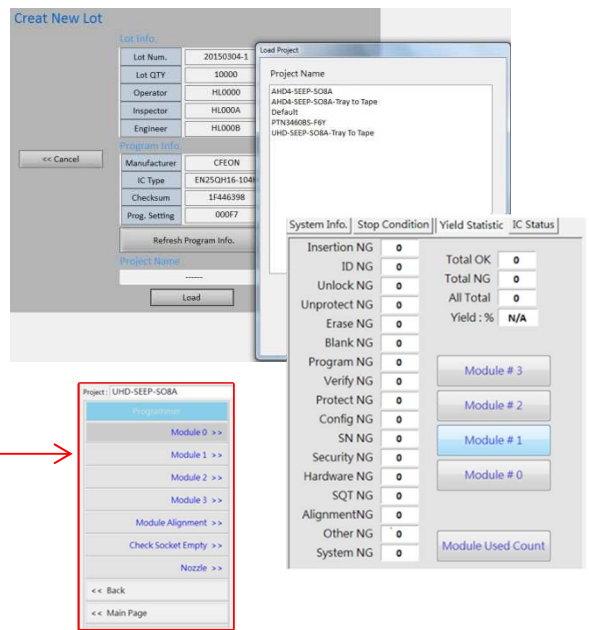 Creat New Lot
Lot Info.
Lot Num. 20150304-1
Lot QTY 10000
Operator HL0000
Inspector HL000A
Engineer HL000B
Program Info.
<< Cancel
Manufacturer CFEON
IC Type EN25QH16-104
Checksum 1F446398
Prog. Setting 000F7
Refresh Program Info.
Project Name
------
Load
Load Project
Project Name
AHD4-SEEP-SO8A
AHD4-SEEP-SO8A-Tray to Tape
Default
PTN3460BS-F6Y
UHD-SEEP-SO8A-Tray To Tape
System Info. Stop Condition Yield Statistic IC Status
Insertion NG 0
ID NG 0
Unlock NG 0
Unprotect NG 0
Erase NG 0
Blank NG 0
Program NG 0
Verify NG 0
Protect NG 0
Config NG 0
SN NG 0
Security NG 0
Hardware NG 0
SQT NG 0
AlignmentNG 0
Other NG 0
System NG 0
Total OK 0
Total NG 0
All Total 0
Yield : % N/A
Module # 3
Module # 2
Module # 1
Module # 0
Module Used Count
Project: UHD-SEEP-SO8A
Programmer
Module 0 >>
Module 1 >>
Module 2 >>
Module 3 >>
Module Alignment >>
Check Socket Empty >>
Nozzle >>
<< Back
<< Main Page